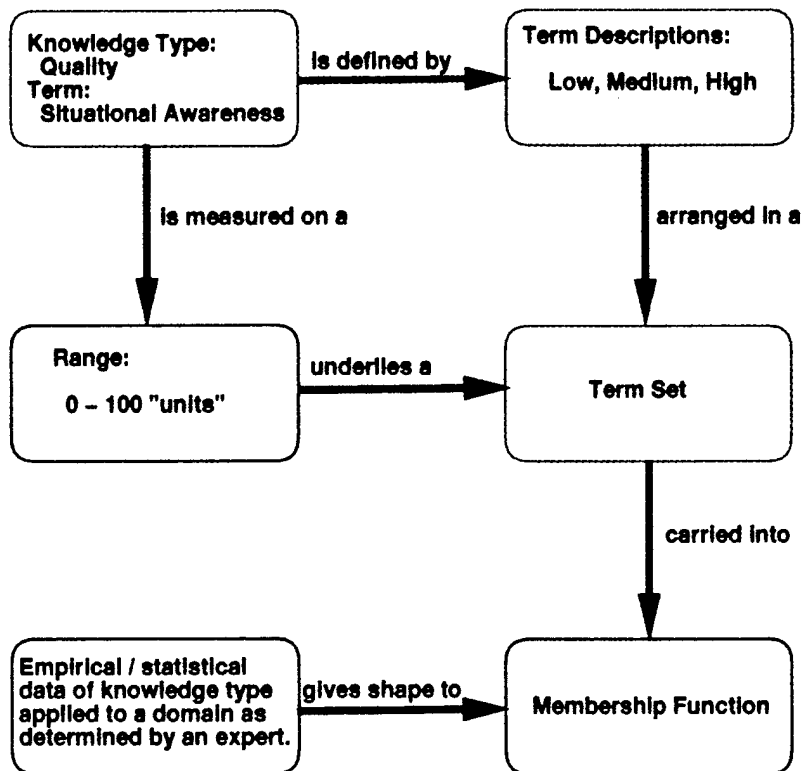 Knowledge Type:
Quality
Term:
Situational Awareness
is defined by
Term Descriptions:
Low, Medium, High
is measured on a
arranged in a
Range:
0 – 100 "units"
underlies a
Term Set
carried into
Empirical / statistical
data of knowledge type
applied to a domain as
determined by an expert.
gives shape to
Membership Function